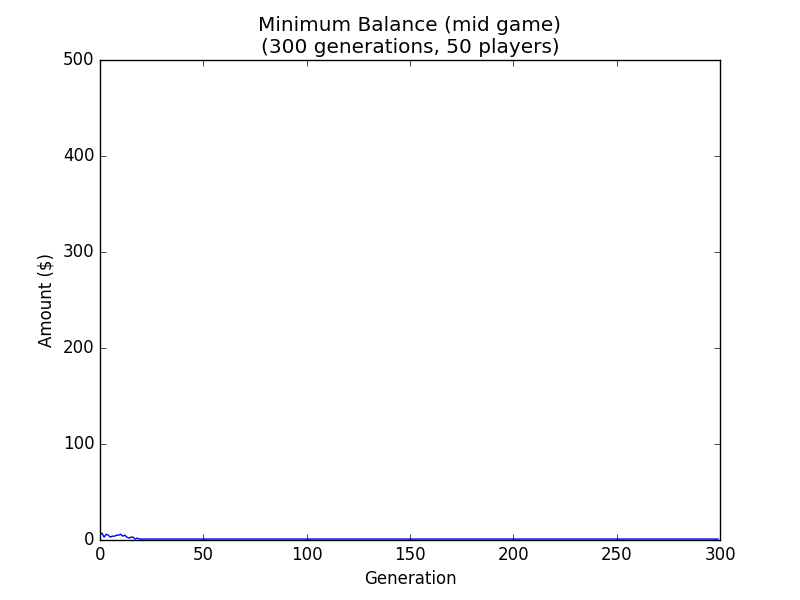 Minimum Balance (mid game)
(300 generations, 50 players)
500
400
300
200
100
0
Amount ($)
0 50 100 150 200 250 300
Generation